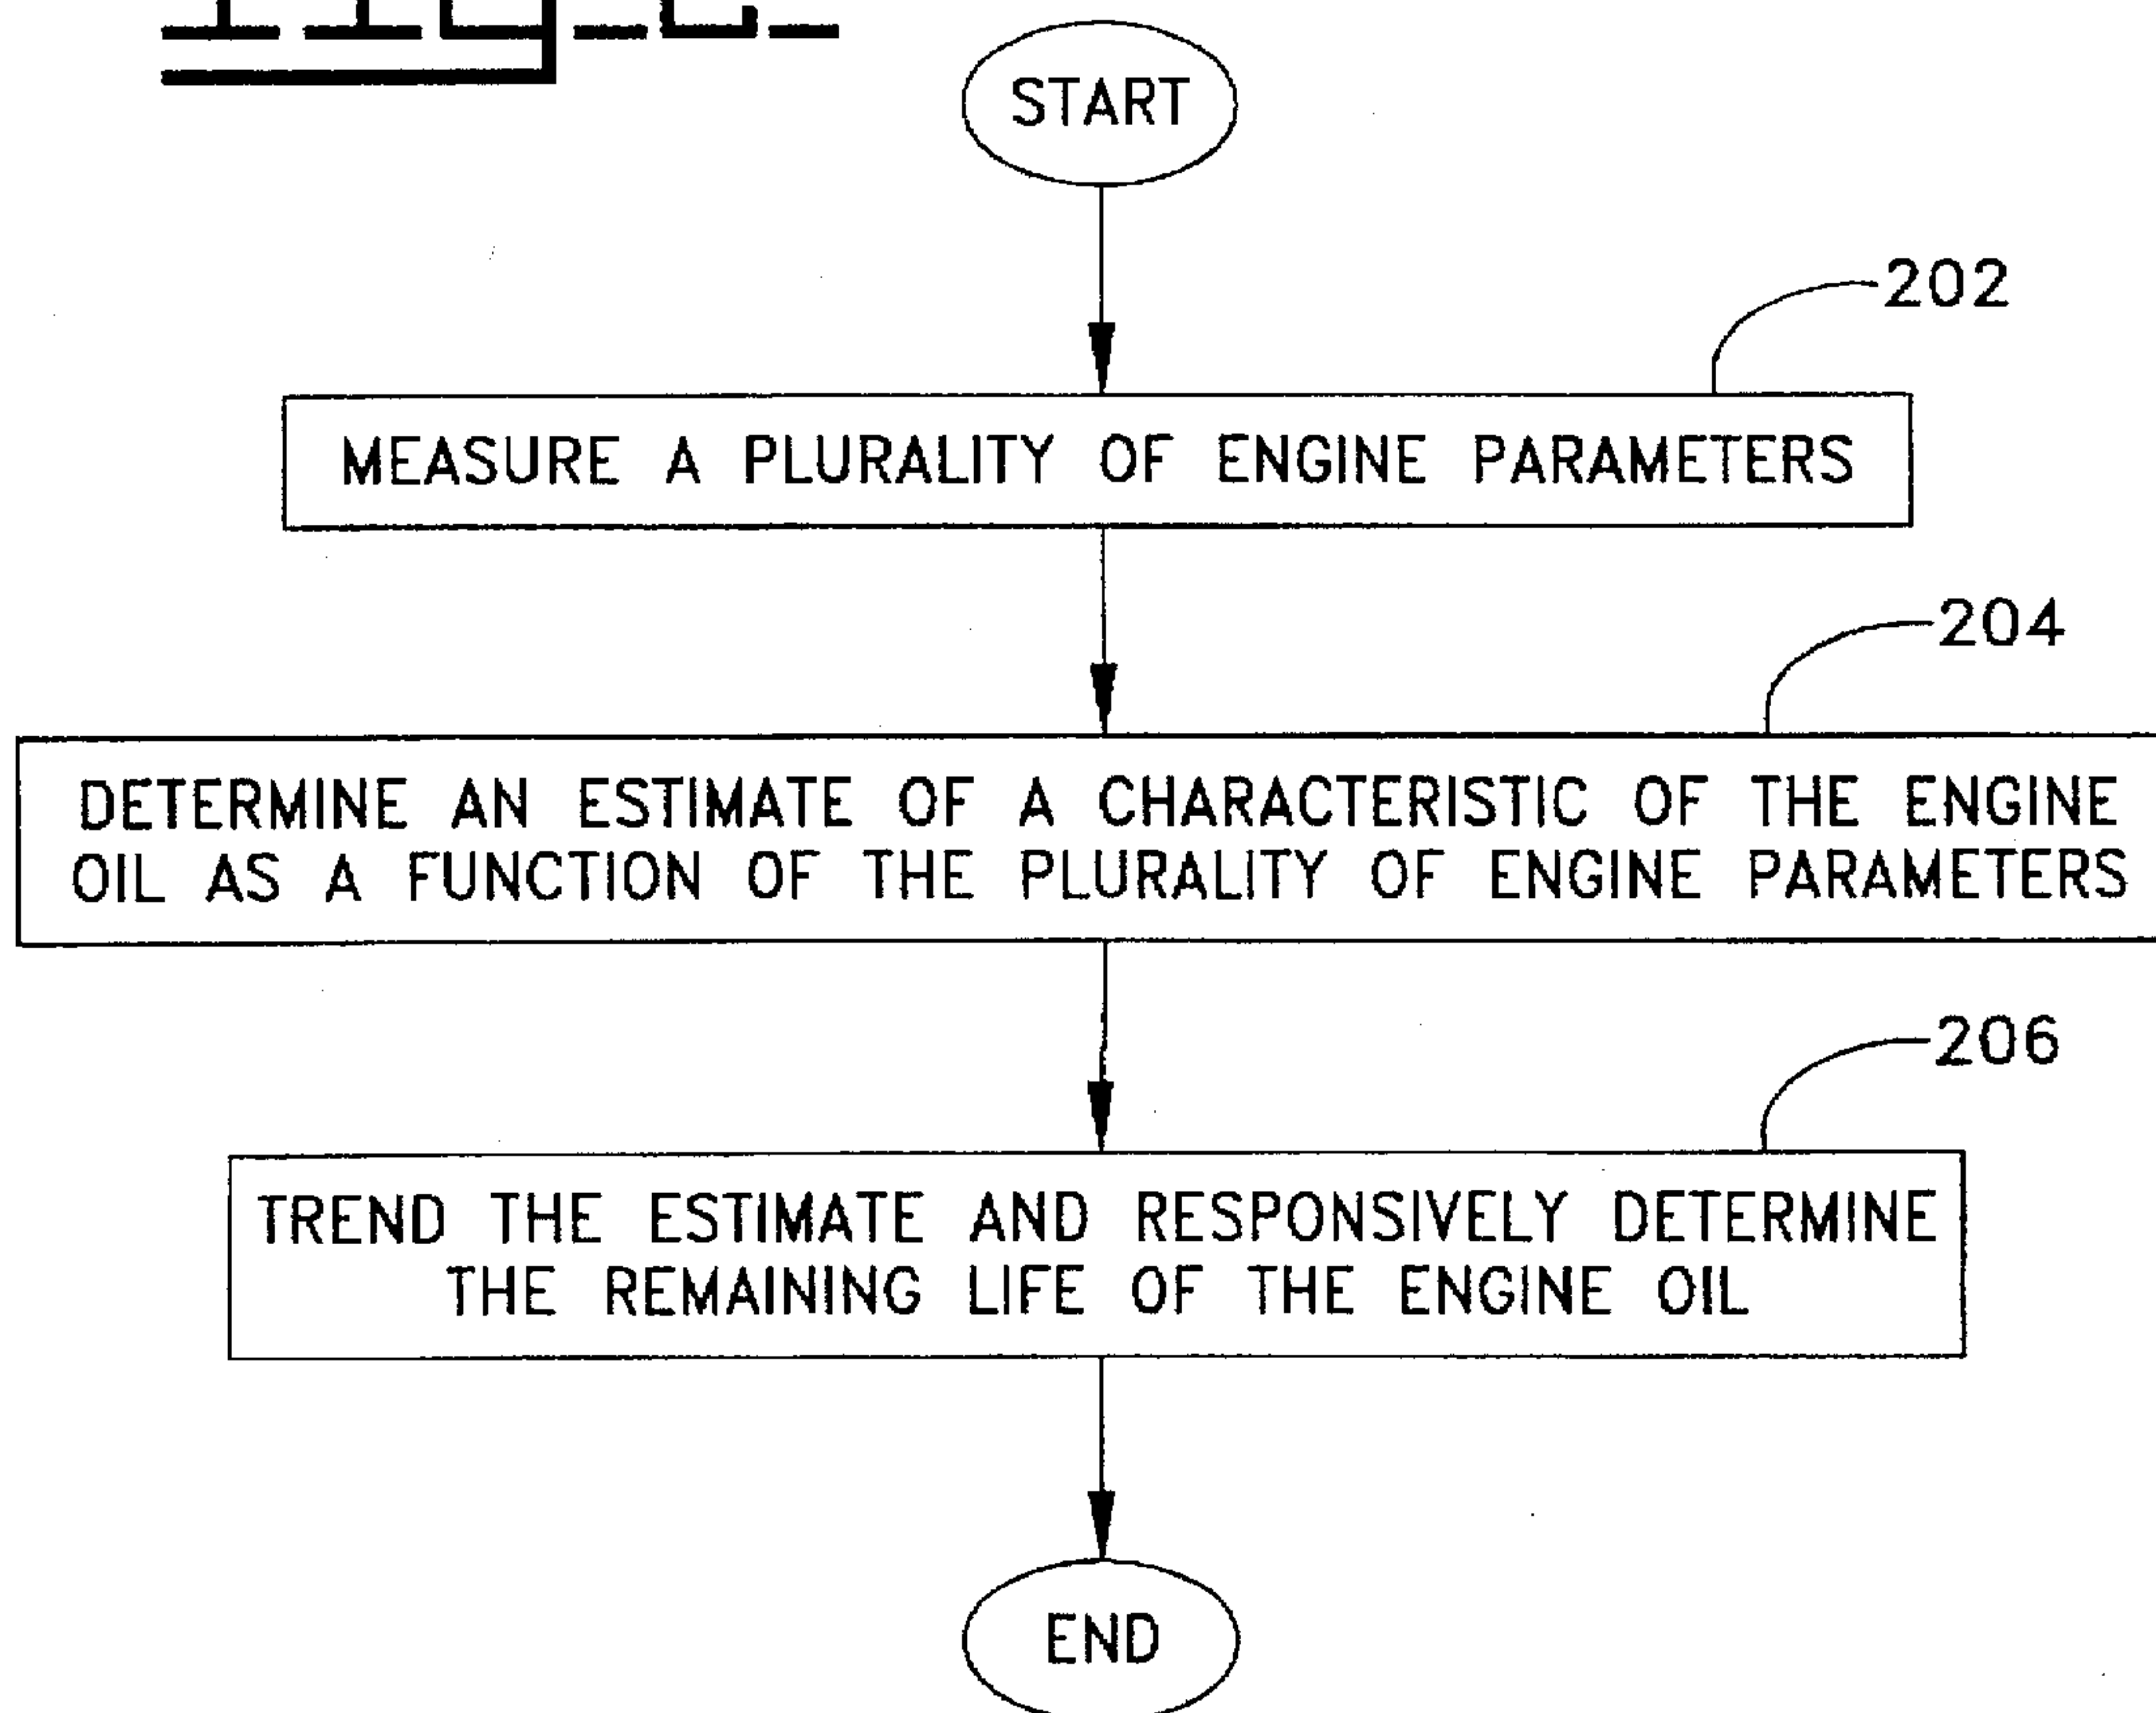 START
202
MEASURE A PLURALITY OF ENGINE PARAMETERS
204
DETERMINE AN ESTIMATE OF A CHARACTERISTIC OF THE ENGINE
OIL AS A FUNCTION OF THE PLURALITY OF ENGINE PARAMETERS
206
TREND THE ESTIMATE AND RESPONSIVELY DETERMINE
THE REMAINING LIFE OF THE ENGINE OIL
END